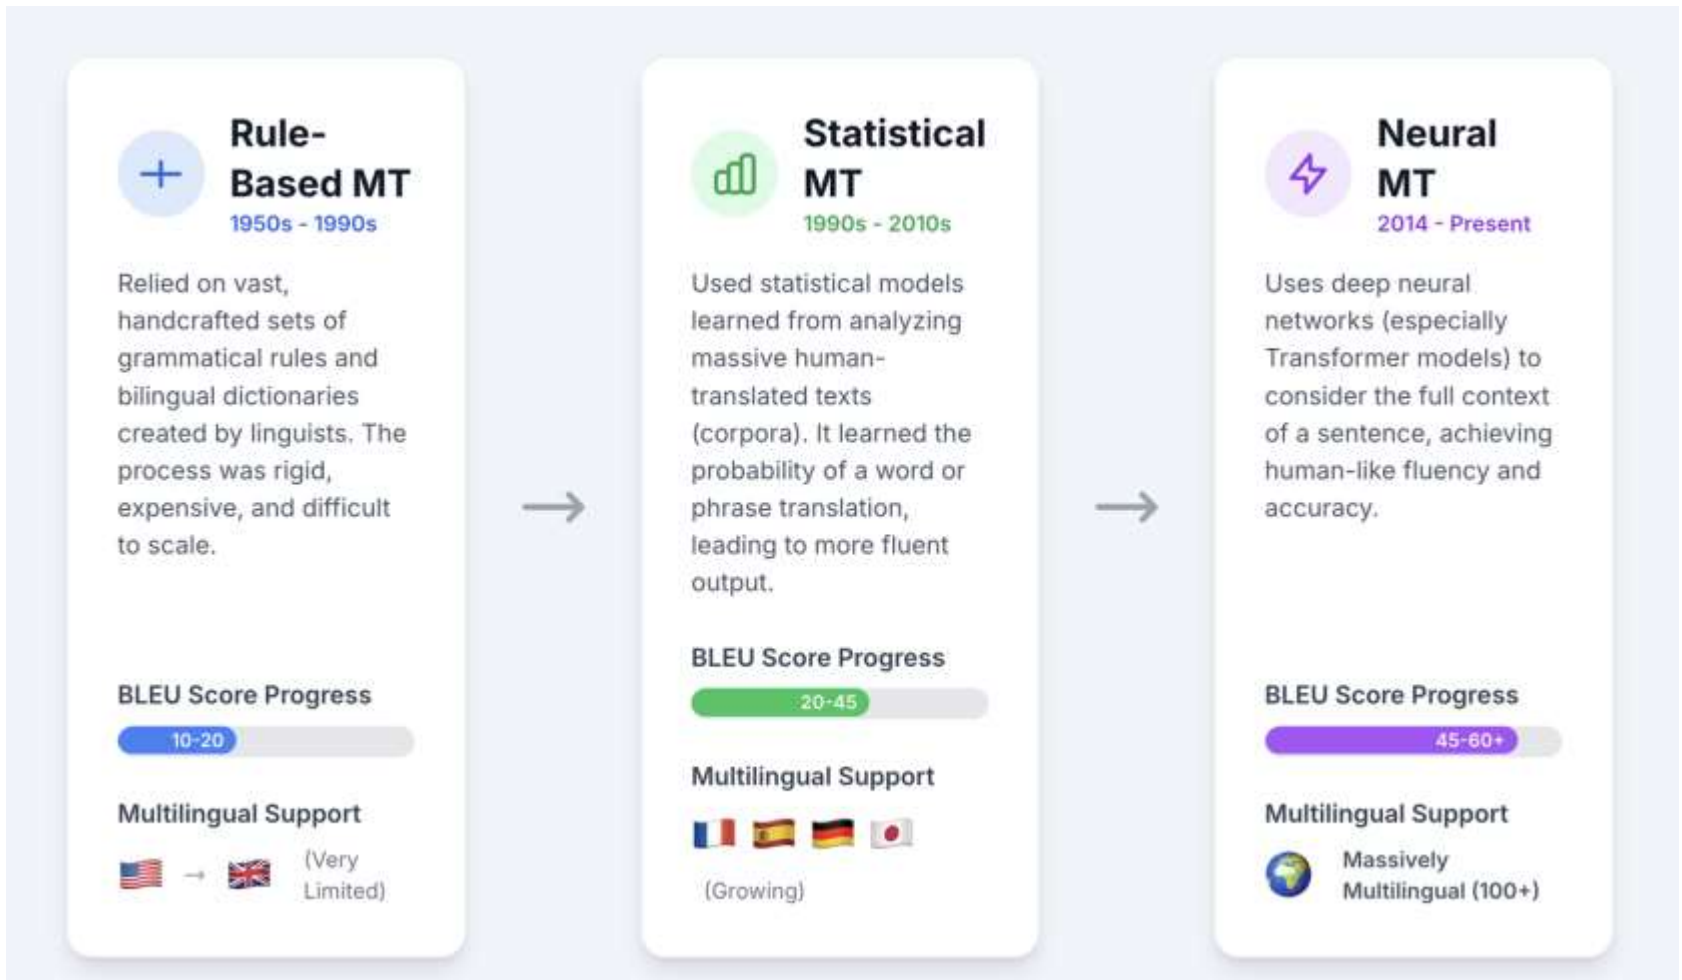 Rule-
Based MT
1950s - 1990s
Relied on vast,
handcrafted sets of
grammatical rules and
bilingual dictionaries
created by linguists. The
process was rigid,
expensive, and difficult
to scale.
BLEU Score Progress
10-20
Multilingual Support
(Very
Limited)
Statistical
MT
1990s - 2010s
Used statistical models
learned from analyzing
massive human-
translated texts
(corpora). It learned the
probability of a word or
phrase translation,
leading to more fluent
output.
BLEU Score Progress
20-45
Multilingual Support
(Growing)
Neural
MT
2014 - Present
Uses deep neural
networks (especially
Transformer models) to
consider the full context
of a sentence, achieving
human-like fluency and
accuracy.
BLEU Score Progress
45-60+
Multilingual Support
Massively
Multilingual (100+)